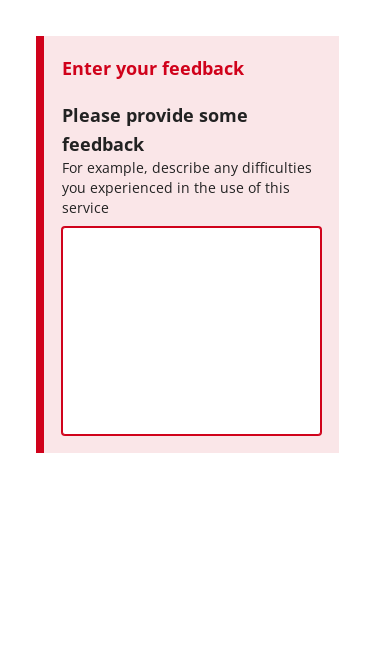 Enter your feedback
Please provide some
feedback
For example, describe any difficulties
you experienced in the use of this
service